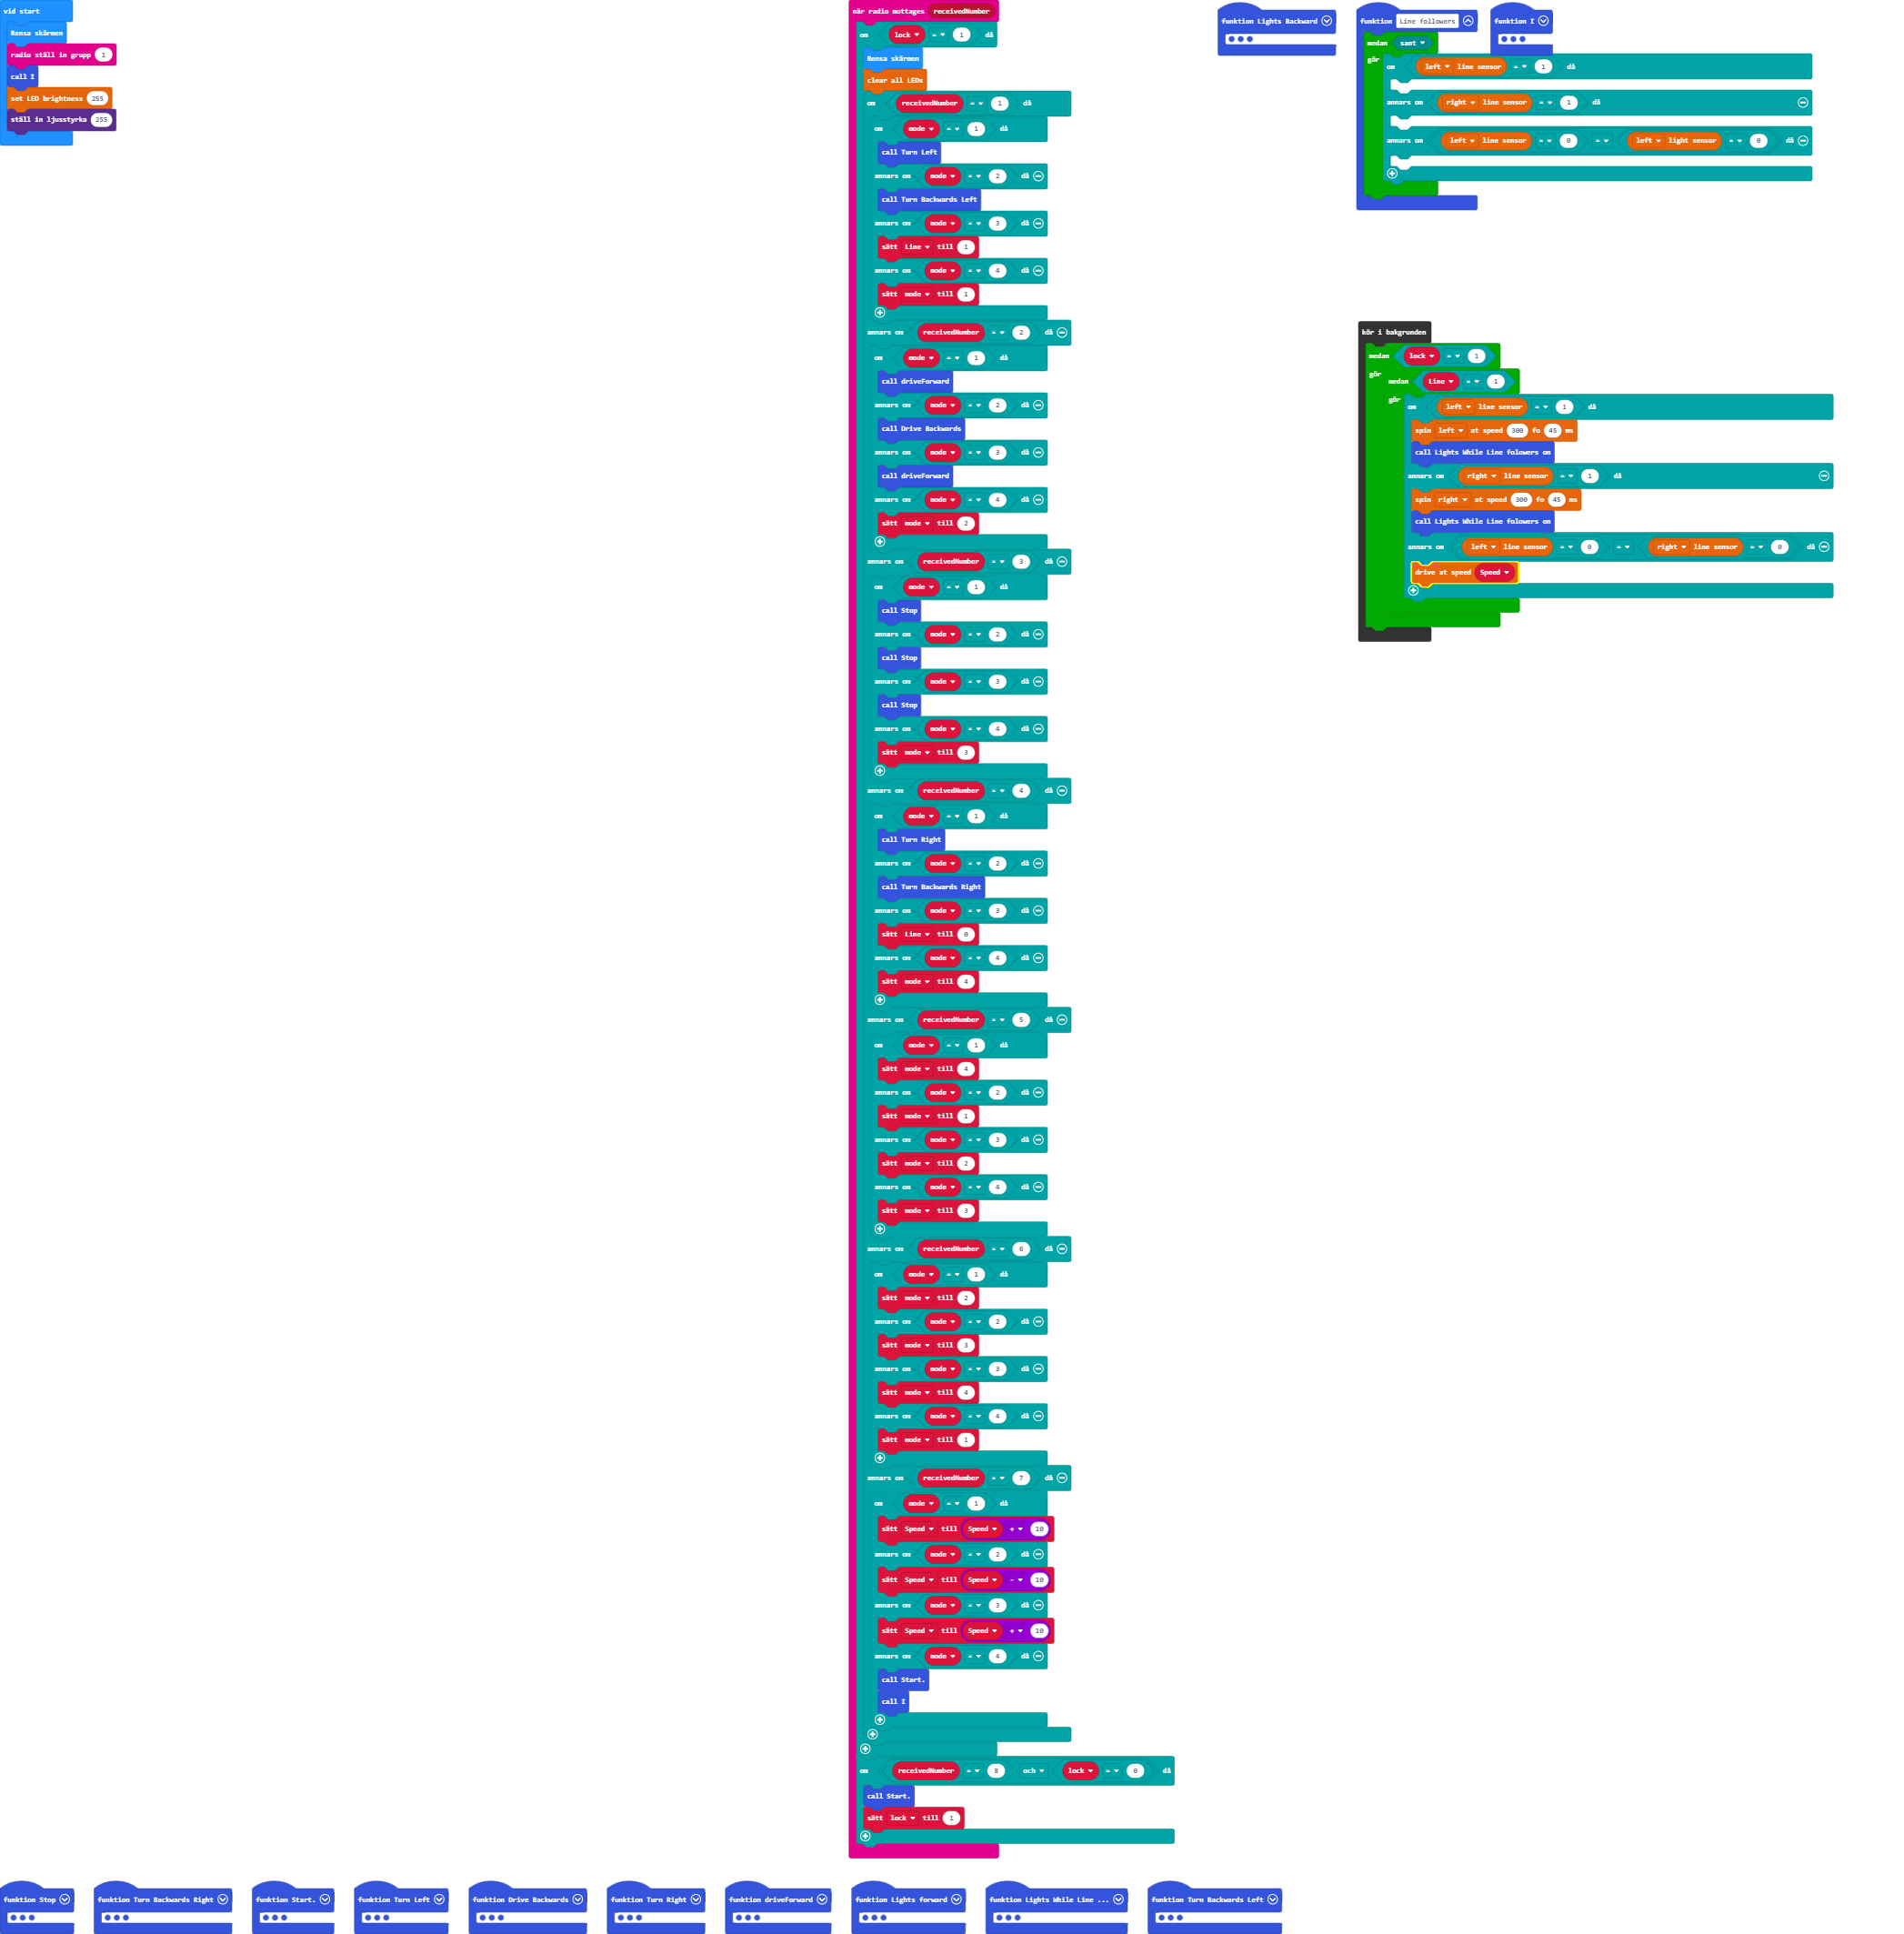 vid start
Rensa skärmen
radio ställ in grupp 1
call I
set LED brightness 255
ställ in ljusstyrka 255
när radio mottages receivedNumber
om lock = 1 då
Rensa skärmen
clear all LEDs
om receivedNumber = 1 då
om mode = 1 då
call Turn Left
annars om mode = 2 då
call Turn Backwards Left
annars om mode = 3 då
sätt Line till 1
annars om mode = 4 då
sätt mode till 1
annars om receivedNumber = 2 då
om mode = 1 då
call driveForward
annars om mode = 2 då
call Drive Backwards
annars om mode = 3 då
call driveForward
annars om mode = 4 då
sätt mode till 2
annars om receivedNumber = 3 då
om mode = 1 då
call Stop
annars om mode = 2 då
call Stop
annars om mode = 3 då
call Stop
annars om mode = 4 då
sätt mode till 3
annars om receivedNumber = 4 då
om mode = 1 då
call Turn Right
annars om mode = 2 då
call Turn Backwards Right
annars om mode = 3 då
sätt Line till 0
annars om mode = 4 då
sätt mode till 4
annars om receivedNumber = 5 då
om mode = 1 då
sätt mode till 4
annars om mode = 2 då
sätt mode till 1
annars om mode = 3 då
sätt mode till 2
annars om mode = 4 då
sätt mode till 3
annars om receivedNumber = 6 då
om mode = 1 då
sätt mode till 2
annars om mode = 2 då
sätt mode till 3
annars om mode = 3 då
sätt mode till 4
annars om mode = 4 då
sätt mode till 1
annars om receivedNumber = 7 då
om mode = 1 då
sätt Speed till Speed + 10
annars om mode = 2 då
sätt Speed till Speed - 10
annars om mode = 3 då
sätt Speed till Speed + 10
annars om mode = 4 då
call Start.
call I
om receivedNumber = 8 och lock = 0 då
call Start.
sätt lock till 1
funktion Lights Backward
funktion Line followers
medan sant
gör
om left line sensor = 1 då
annars om right line sensor = 1 då
annars om left line sensor = 0 = left light sensor = 0 då
funktion I
kör i bakgrunden
medan lock = 1
gör
medan Line = 1
gör
om left line sensor = 1 då
spin left at speed 300 fo 45 ms
call Lights While Line folowers on
annars om right line sensor = 1 då
spin right at speed 300 fo 45 ms
call Lights While Line folowers on
annars om left line sensor = 0 = right line sensor = 0 då
drive at speed Speed
funktion Stop
funktion Turn Backwards Right
funktion Start.
funktion Turn Left
funktion Drive Backwards
funktion Turn Right
funktion driveForward
funktion Lights forward
funktion Lights While Line ...
funktion Turn Backwards Left